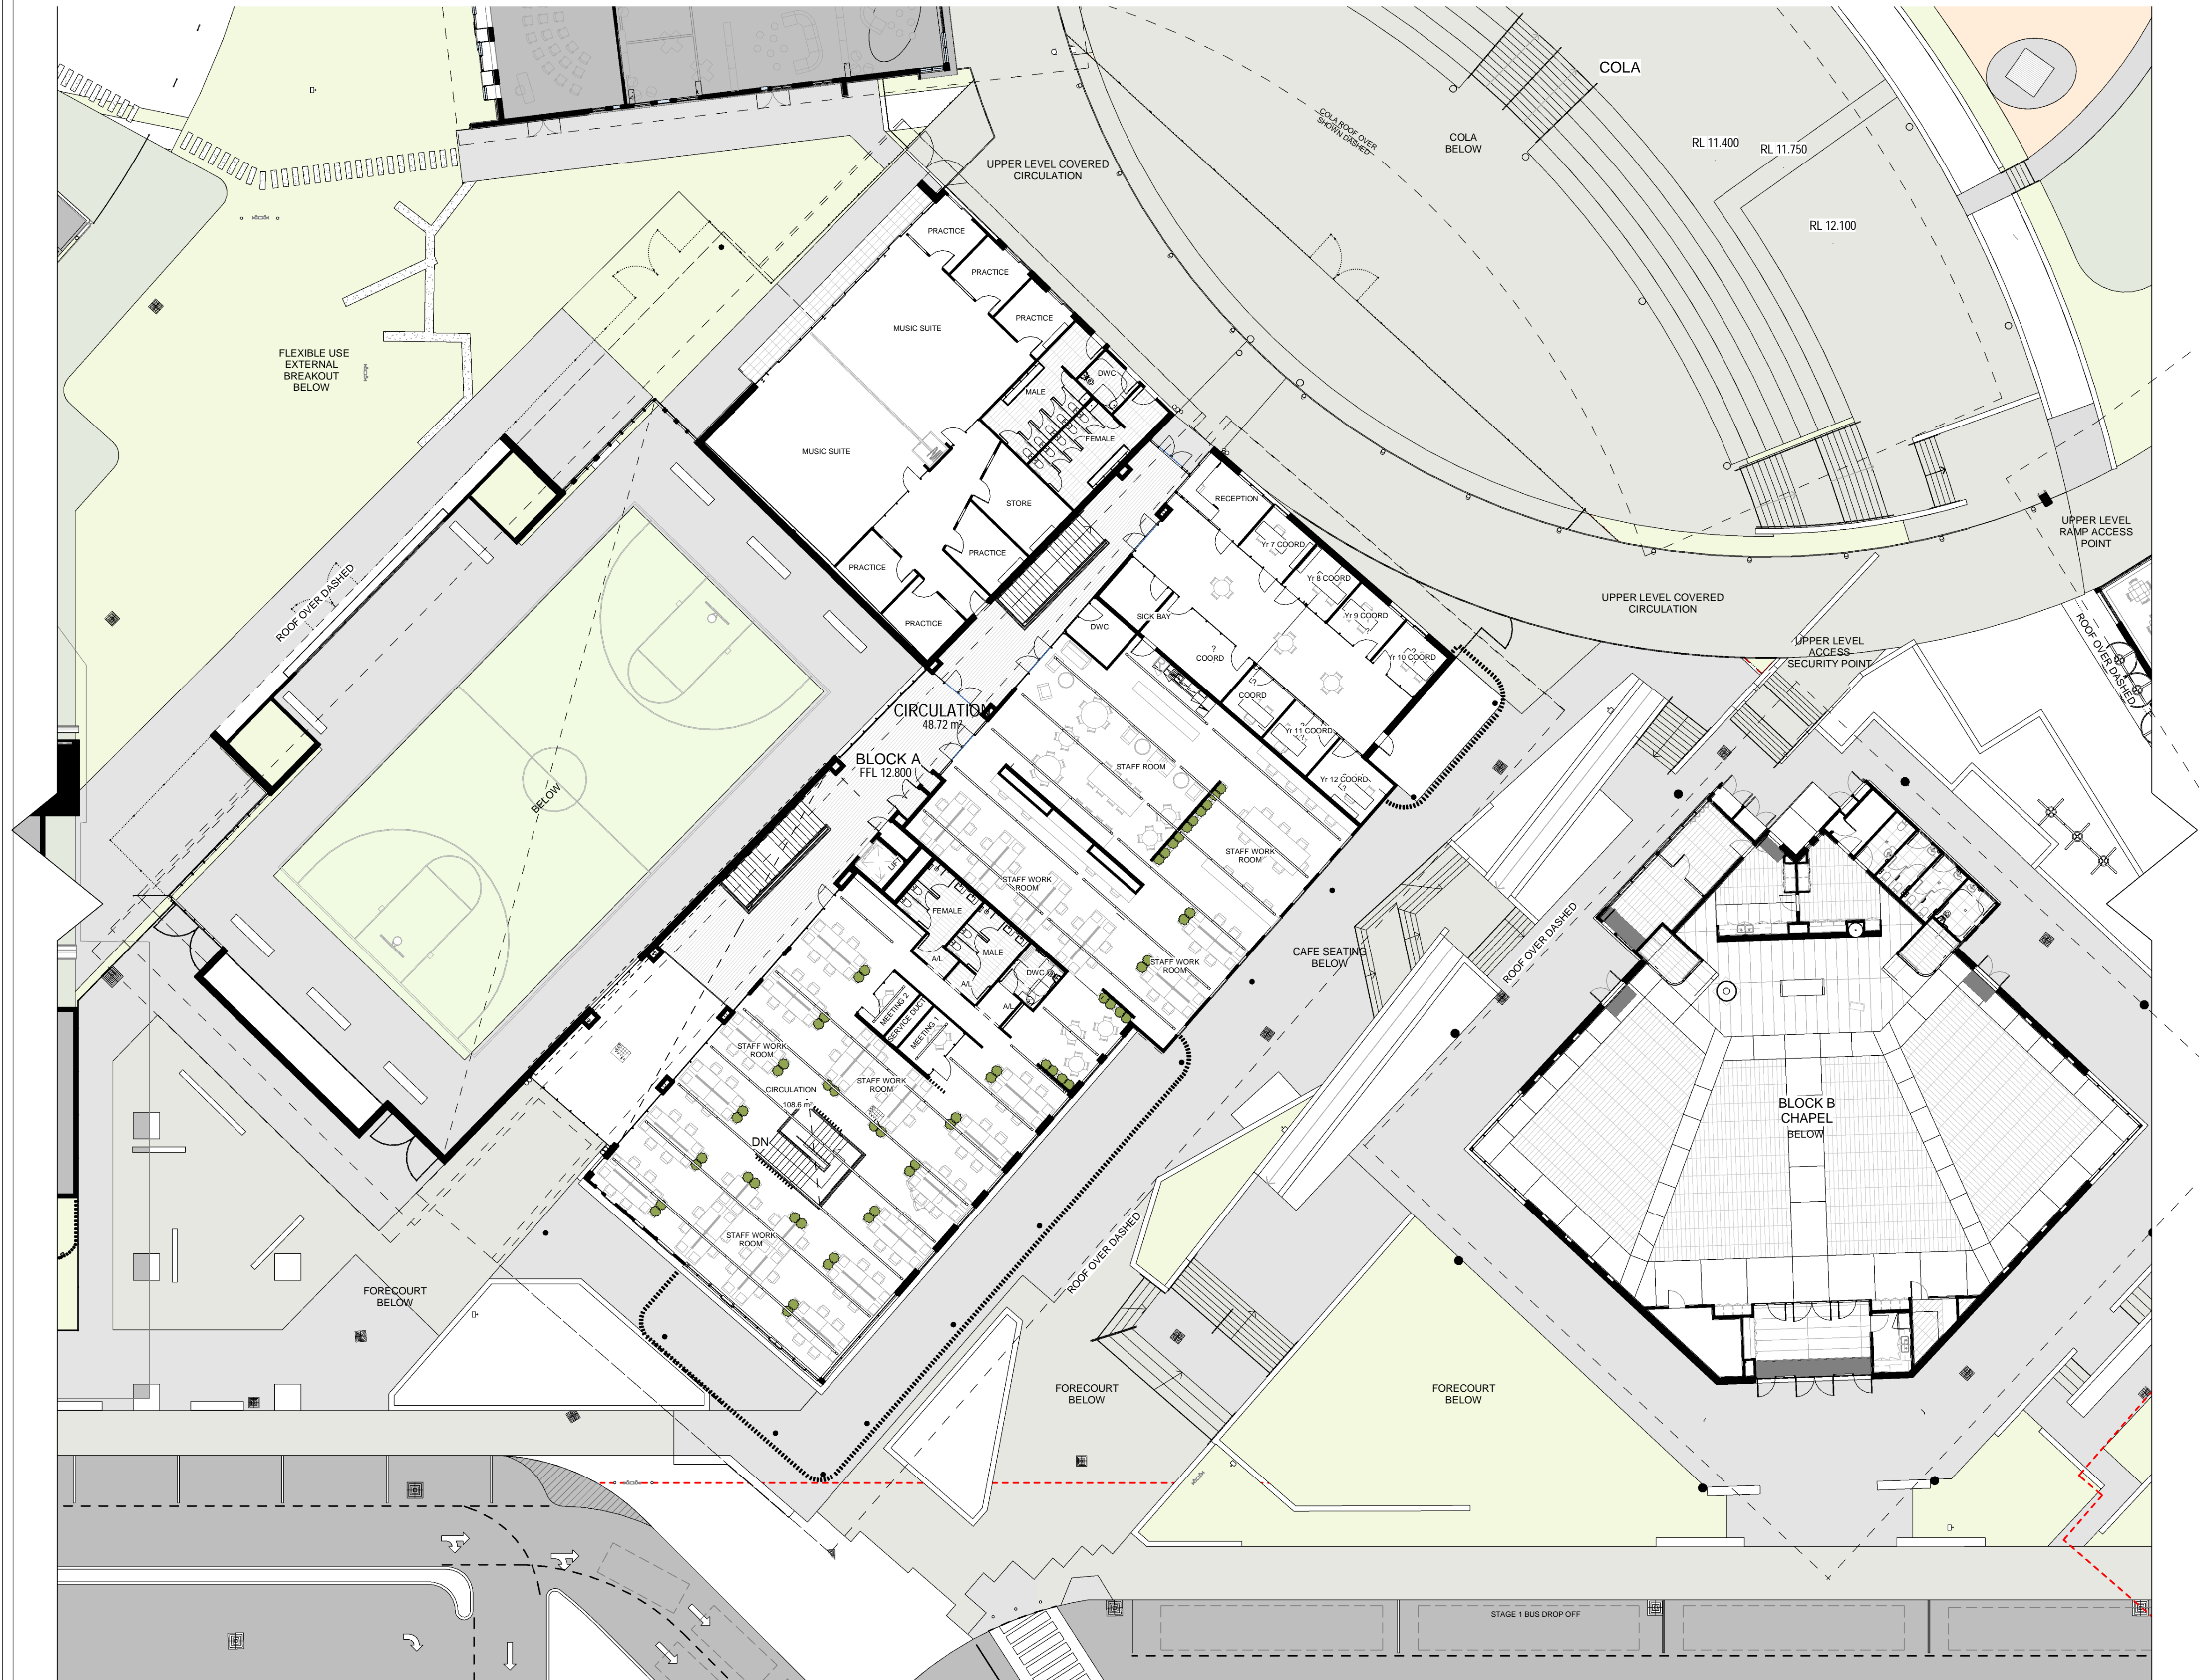 COLA
COLA ROOF OVER
SHOWN DASHED
COLA
BELOW
RL 11.400
RL 11.750
RL 12.100
UPPER LEVEL COVERED
CIRCULATION
PRACTICE
PRACTICE
PRACTICE
MUSIC SUITE
MUSIC SUITE
FLEXIBLE USE
EXTERNAL
BREAKOUT
BELOW
DWC
MALE
FEMALE
STORE
PRACTICE
PRACTICE
PRACTICE
RECEPTION
Yr 7 COORD
Yr 8 COORD
Yr 9 COORD
?
Yr 10 COORD
?
SICK BAY
DWC
?
COORD
?
COORD
Yr 11 COORD
?
Yr 12 COORD
?
UPPER LEVEL
RAMP ACCESS
POINT
UPPER LEVEL COVERED
CIRCULATION
UPPER LEVEL
ACCESS
SECURITY POINT
ROOF OVER DASHED
ROOF OVER DASHED
CIRCULATION
48.72 m²
BLOCK A
FFL 12.800
BELOW
STAFF ROOM
STAFF WORK
ROOM
STAFF WORK
ROOM
STAFF WORK
ROOM
LIFT
FEMALE
MALE
DWC
A/L
A/L
A/L
MEETING 2
SERVICE DUCT
MEETING 1
CAFE SEATING
BELOW
ROOF OVER DASHED
STAFF WORK
ROOM
STAFF WORK
ROOM
CIRCULATION
108.6 m²
DN
STAFF WORK
ROOM
BLOCK B
CHAPEL
BELOW
ROOF OVER DASHED
FORECOURT
BELOW
FORECOURT
BELOW
FORECOURT
BELOW
STAGE 1 BUS DROP OFF